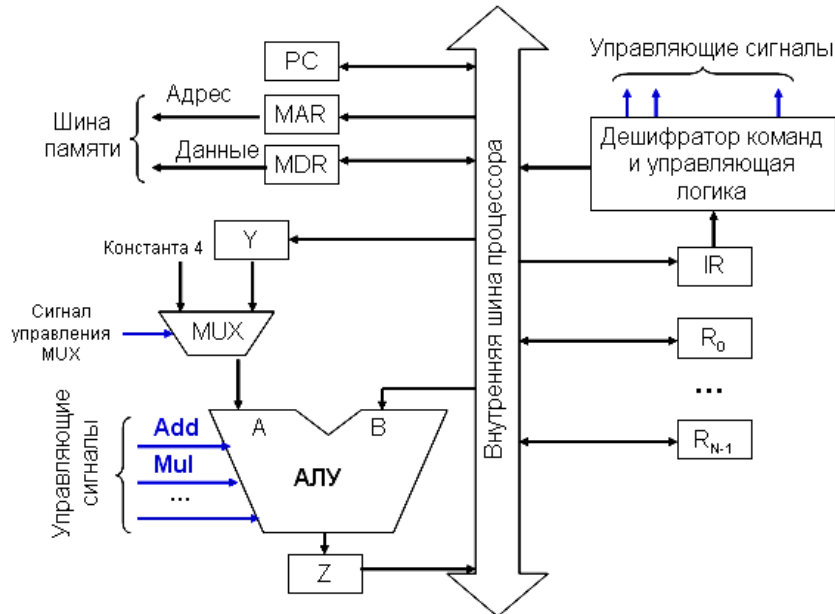 PC
Адрес
MAR
Шина
памяти
Данные
MDR
Управляющие сигналы
Дешифратор команд
и управляющая
логика
Внутренняя шина процессора
Константа 4
Y
IR
Сигнал
управления
MUX
MUX
R0
...
RN-1
Управляющие
сигналы
Add
Mul
...
A
B
АЛУ
Z